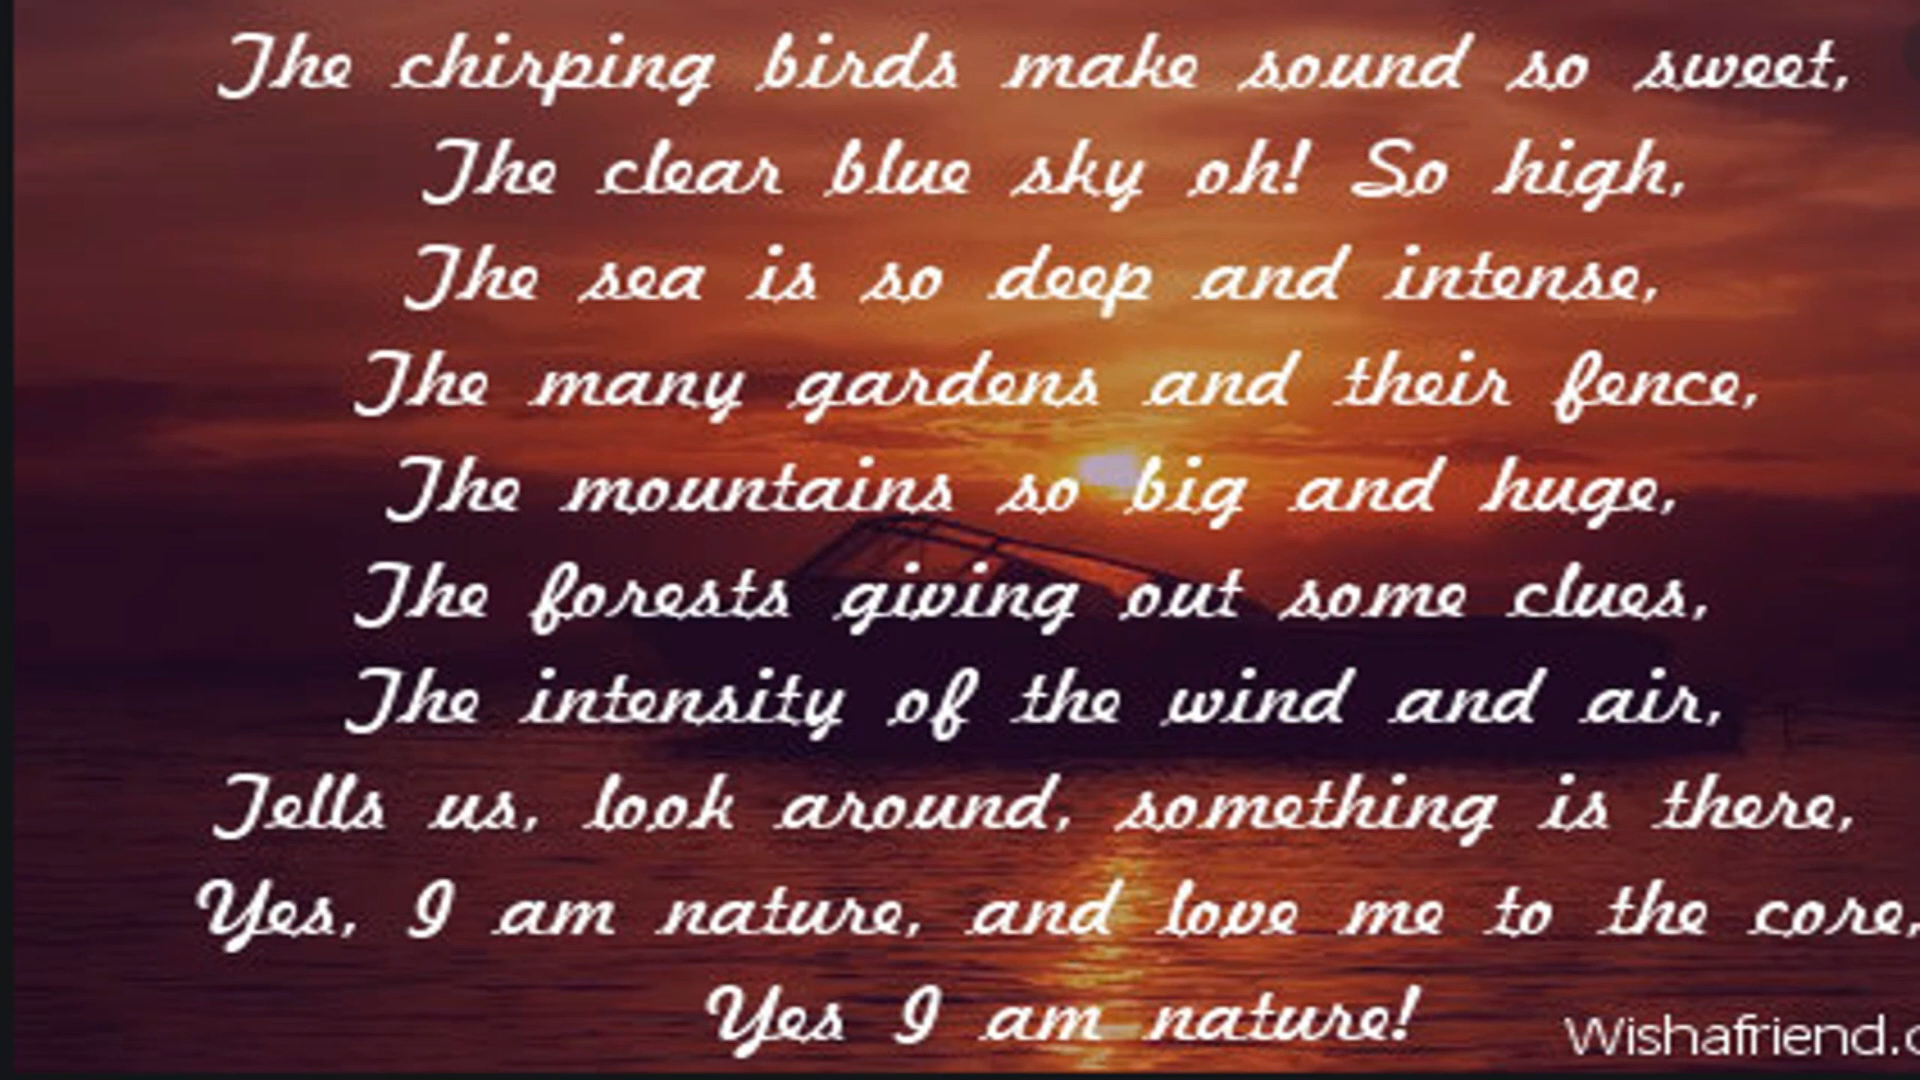 The chirping birds make sound so sweet,
The clear blue sky oh! So high,
The sea is so deep and intense,
The many gardens and their fence,
The mountains so big and huge,
The forests giving out some clues,
The intensity of the wind and air,
Tells us, look around, something is there,
Yes, I am nature, and love me to the core,
Yes I am nature!
Wishafriend.c